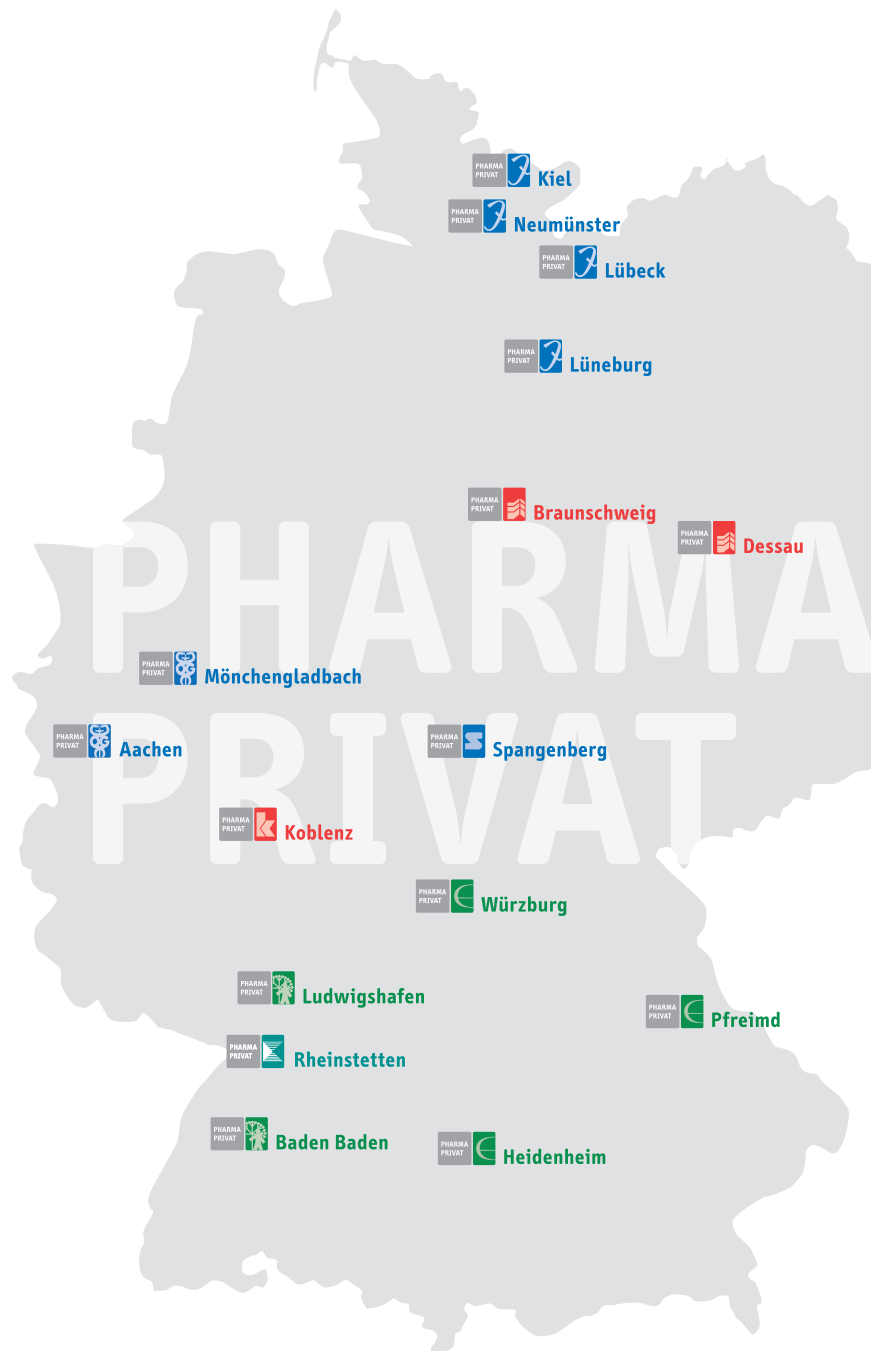 PHARMA
PRIVAT
Kiel
PHARMA
PRIVAT
Neumünster
PHARMA
PRIVAT
Lübeck
PHARMA
PRIVAT
Lüneburg
PHARMA
PRIVAT
Braunschweig
PHARMA
PRIVAT
Dessau
PHARMA
PHARMA
PRIVAT
Mönchengladbach
PHARMA
PRIVAT
Aachen
PHARMA
PRIVAT
Spangenberg
PRIVAT
PHARMA
PRIVAT
Koblenz
PHARMA
PRIVAT
Würzburg
PHARMA
PRIVAT
Ludwigshafen
PHARMA
PRIVAT
Pfreimd
PHARMA
PRIVAT
Rheinstetten
PHARMA
PRIVAT
Baden Baden
PHARMA
PRIVAT
Heidenheim